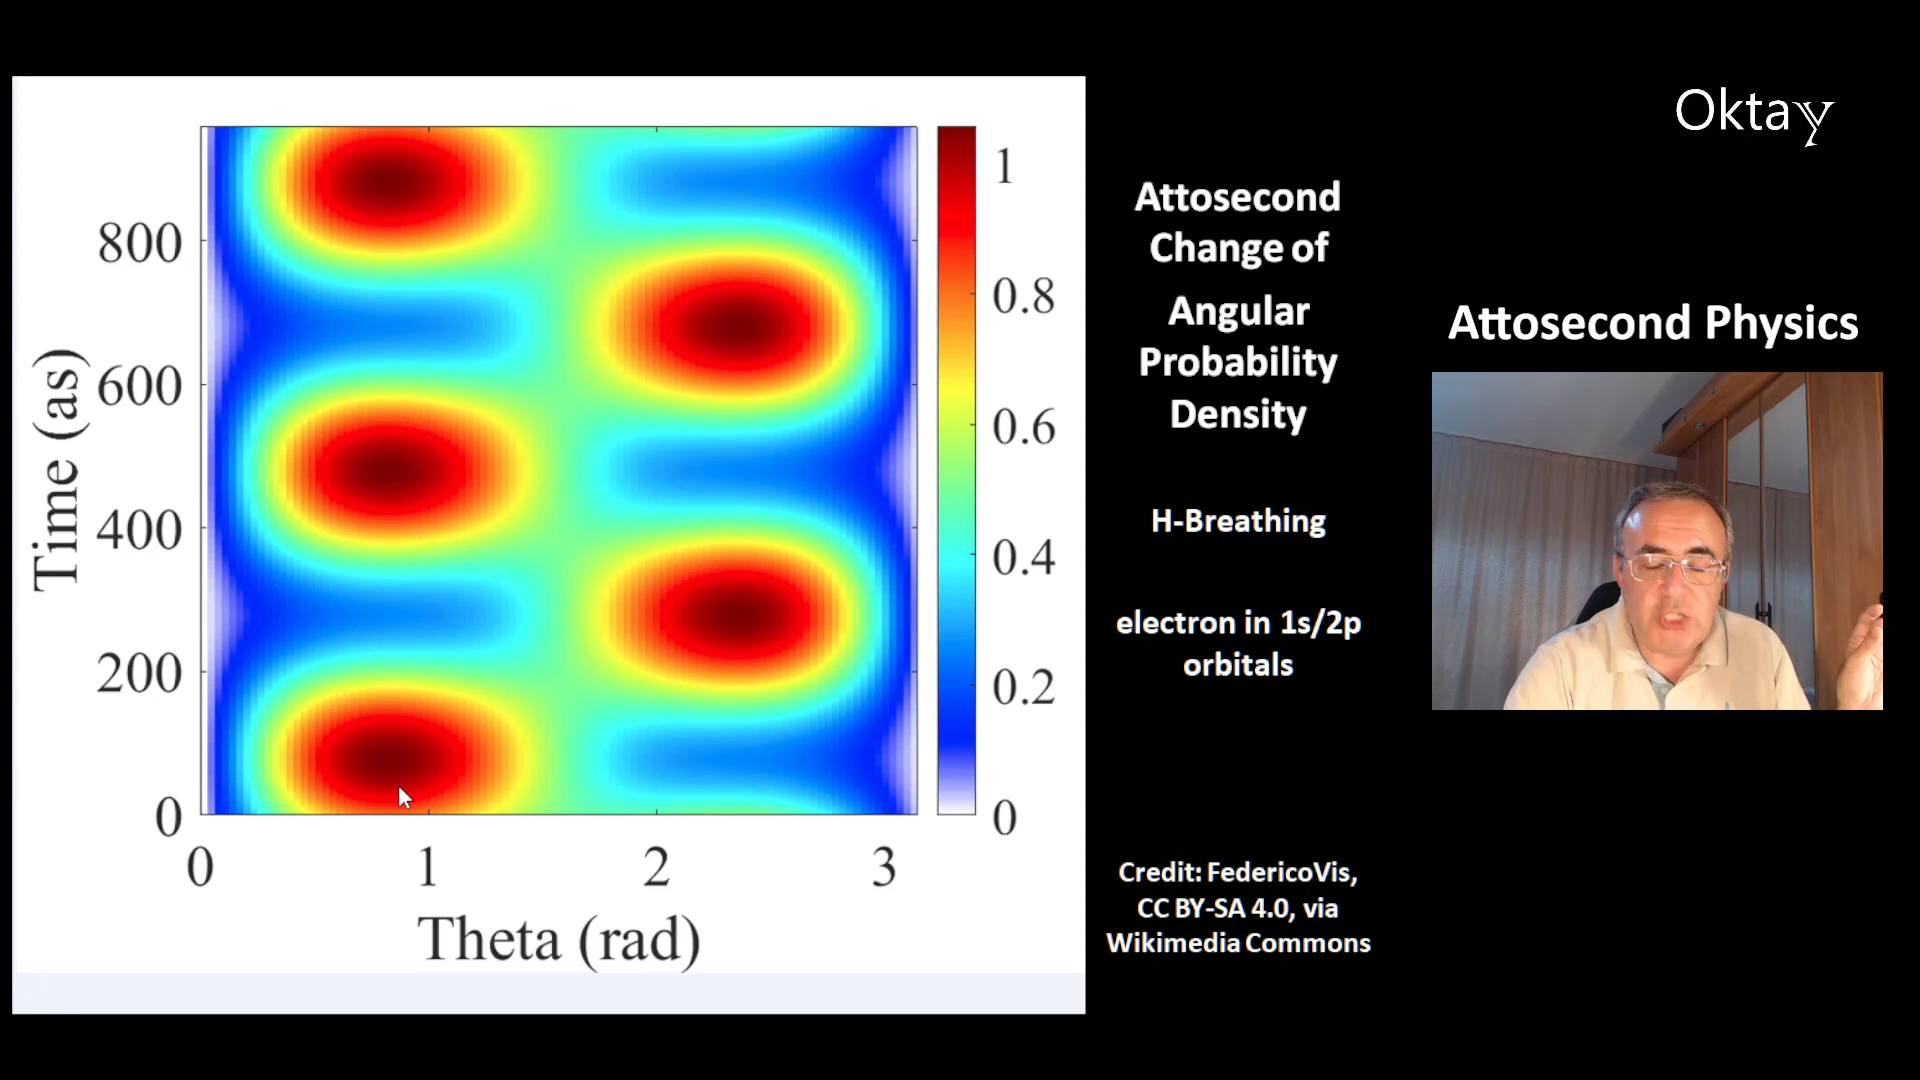 Oktay
Attosecond
Change of
Angular
Probability
Density
H-Breathing
electron in 1s/2p
orbitals
Credit: FedericoVis,
CC BY-SA 4.0, via
Wikimedia Commons
Attosecond Physics
Time (as)
800
600
400
200
0
0 1 2 3
Theta (rad)
1
0.8
0.6
0.4
0.2
0